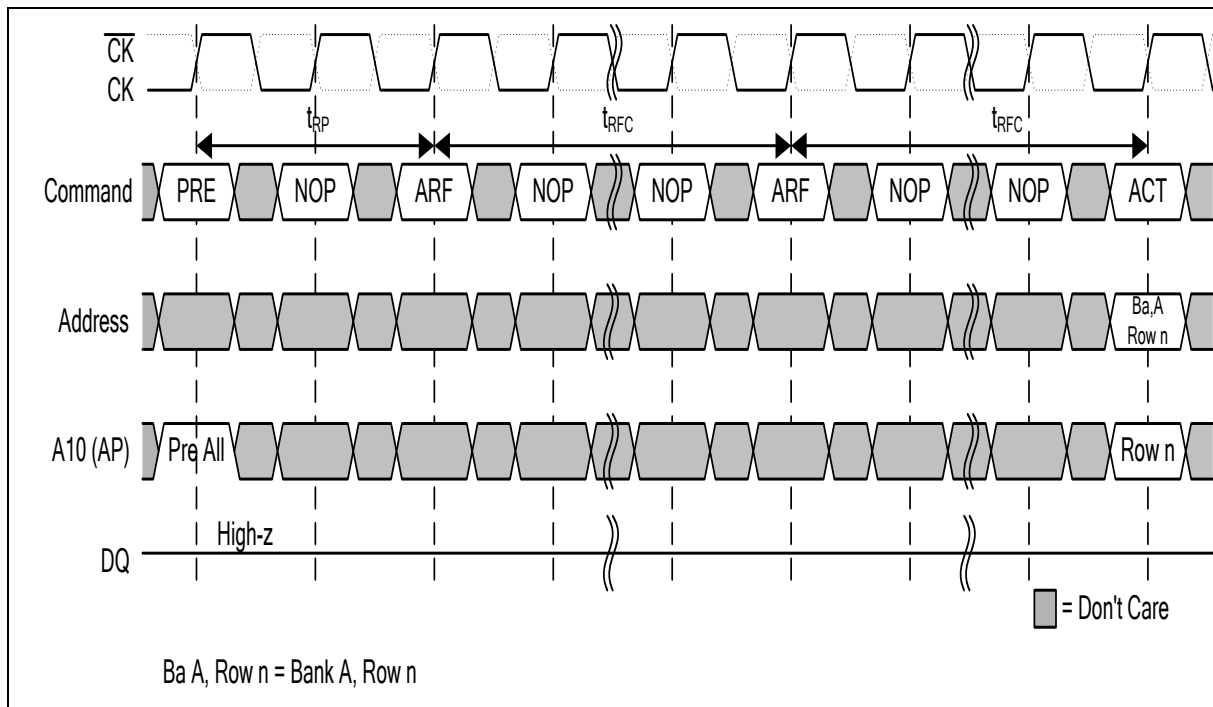 CK
CK
tRP tRFC tRFC
Command PRE NOP ARF NOP NOP ARF NOP NOP ACT
Address Ba,A
Row n
A10 (AP) Pre All Row n
High-z
DQ
= Don't Care
Ba A, Row n = Bank A, Row n